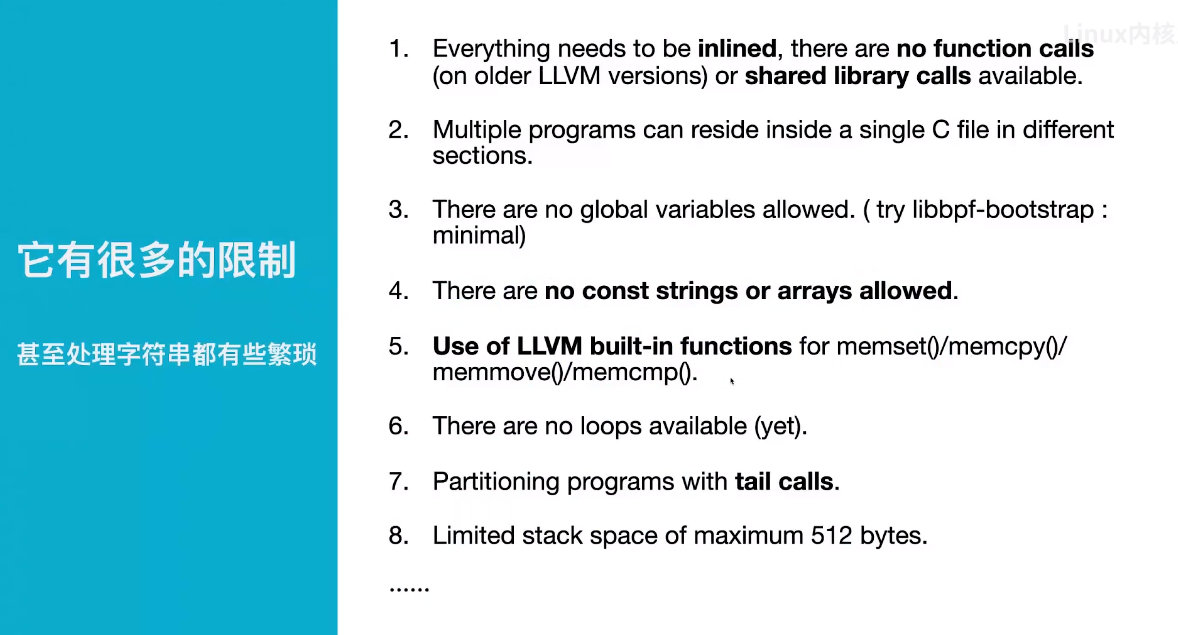 Linux内核
它有很多的限制
甚至处理字符串都有些繁琐
1. Everything needs to be inlined, there are no function calls
(on older LLVM versions) or shared library calls available.
2. Multiple programs can reside inside a single C file in different
sections.
3. There are no global variables allowed. ( try libbpf-bootstrap :
minimal)
4. There are no const strings or arrays allowed.
5. Use of LLVM built-in functions for memset()/memcpy()/
memmove()/memcmp().
6. There are no loops available (yet).
7. Partitioning programs with tail calls.
8. Limited stack space of maximum 512 bytes.
......